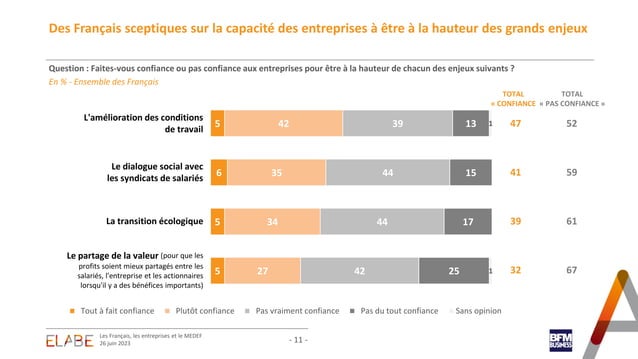 Des Français sceptiques sur la capacité des entreprises à être à la hauteur des grands enjeux
Question : Faites-vous confiance ou pas confiance aux entreprises pour être à la hauteur de chacun des enjeux suivants ?
En % - Ensemble des Français
TOTAL TOTAL
« CONFIANCE « PAS CONFIANCE »
L'amélioration des conditions
de travail
5 42 39 13 1 47 52
Le dialogue social avec
les syndicats de salariés
6 35 44 15 41 59
La transition écologique
5 34 44 17 39 61
Le partage de la valeur (pour que les
profits soient mieux partagés entre les
salariés, l'entreprise et les actionnaires
lorsqu'il y a des bénéfices importants)
5 27 42 25 1 32 67
Tout à fait confiance Plutôt confiance Pas vraiment confiance Pas du tout confiance Sans opinion
ELABE
Les Français, les entreprises et le MEDEF
26 juin 2023
- 11 -
BFM
BUSINESS